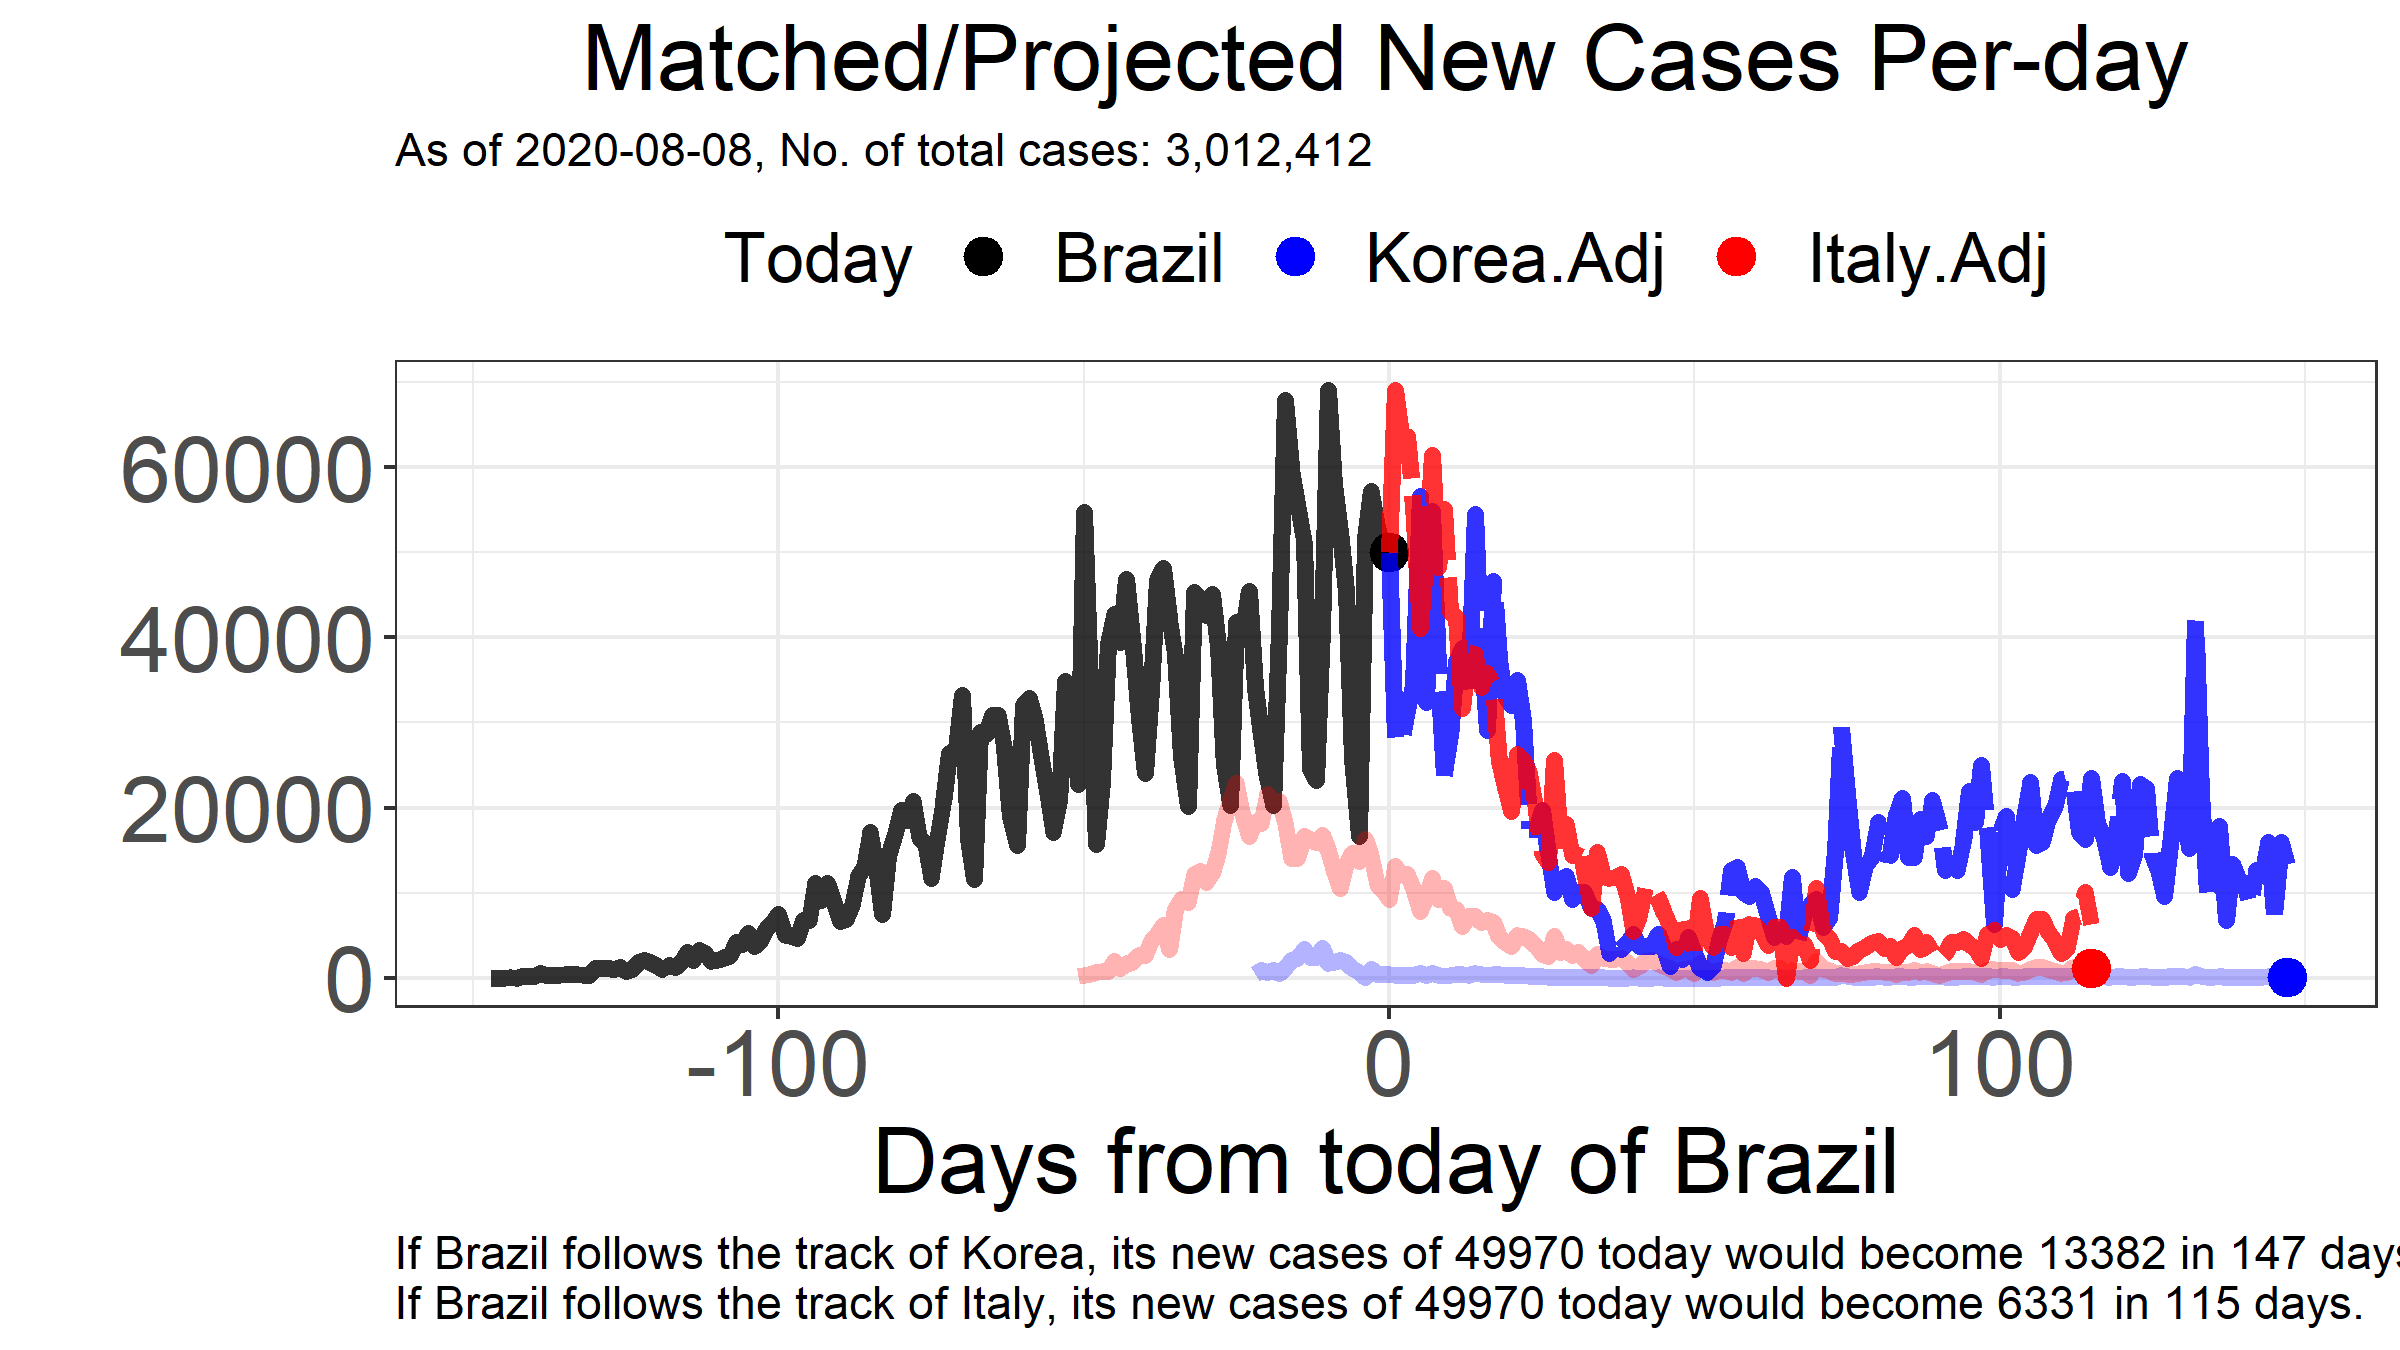 Matched/Projected New Cases Per-day
As of 2020-08-08, No. of total cases: 3,012,412
Today Brazil Korea.Adj Italy.Adj
60000
40000
20000
0
-100 0 100
Days from today of Brazil
If Brazil follows the track of Korea, its new cases of 49970 today would become 13382 in 147 days
If Brazil follows the track of Italy, its new cases of 49970 today would become 6331 in 115 days.